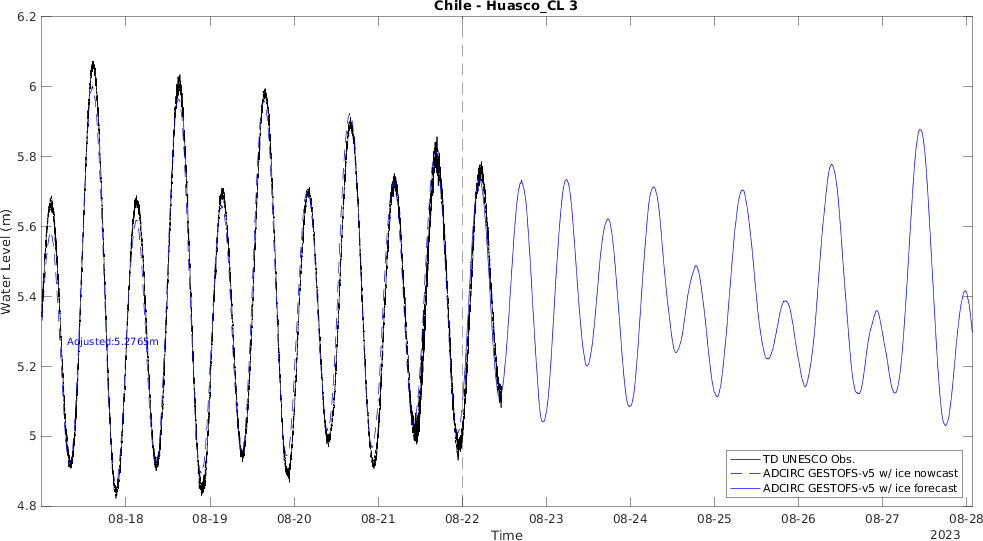 Chile - Huasco_CL 3
6.2
6
5.8
5.6
5.4
5.2
5
4.8
Water Level (m)
Adjusted:5.2765m
TD UNESCO Obs.
ADCIRC GESTOFS-v5 w/ ice nowcast
ADCIRC GESTOFS-v5 w/ ice forecast
08-18 08-19 08-20 08-21 08-22 08-23 08-24 08-25 08-26 08-27 08-28
Time
2023